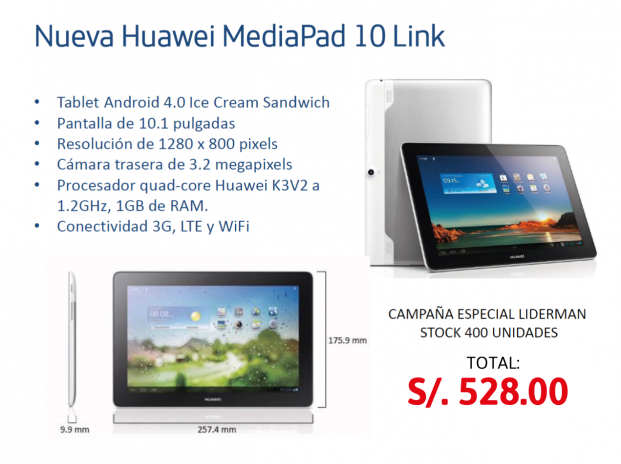 Nueva Huawei MediaPad 10 Link
• Tablet Android 4.0 Ice Cream Sandwich
• Pantalla de 10.1 pulgadas
• Resolución de 1280 x 800 pixels
• Cámara trasera de 3.2 megapixels
• Procesador quad-core Huawei K3V2 a
1.2GHz, 1GB de RAM.
• Conectividad 3G, LTE y WiFi
HUAWEI
08:08
HUAWEI
175.9 mm
9.9 mm
257.4 mm
CAMPAÑA ESPECIAL LIDERMAN
STOCK 400 UNIDADES
TOTAL:
S/. 528.00